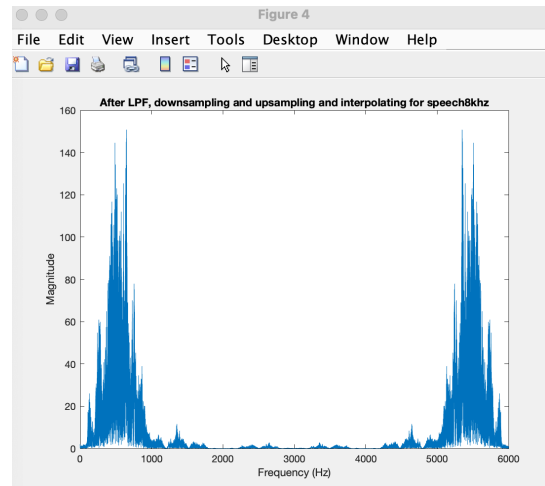 Figure 4
File Edit View Insert Tools Desktop Window Help
After LPF, downsampling and upsampling and interpolating for speech8khz
160
140
120
100
80
60
40
20
0
Magnitude
0 1000 2000 3000 4000 5000 6000
Frequency (Hz)